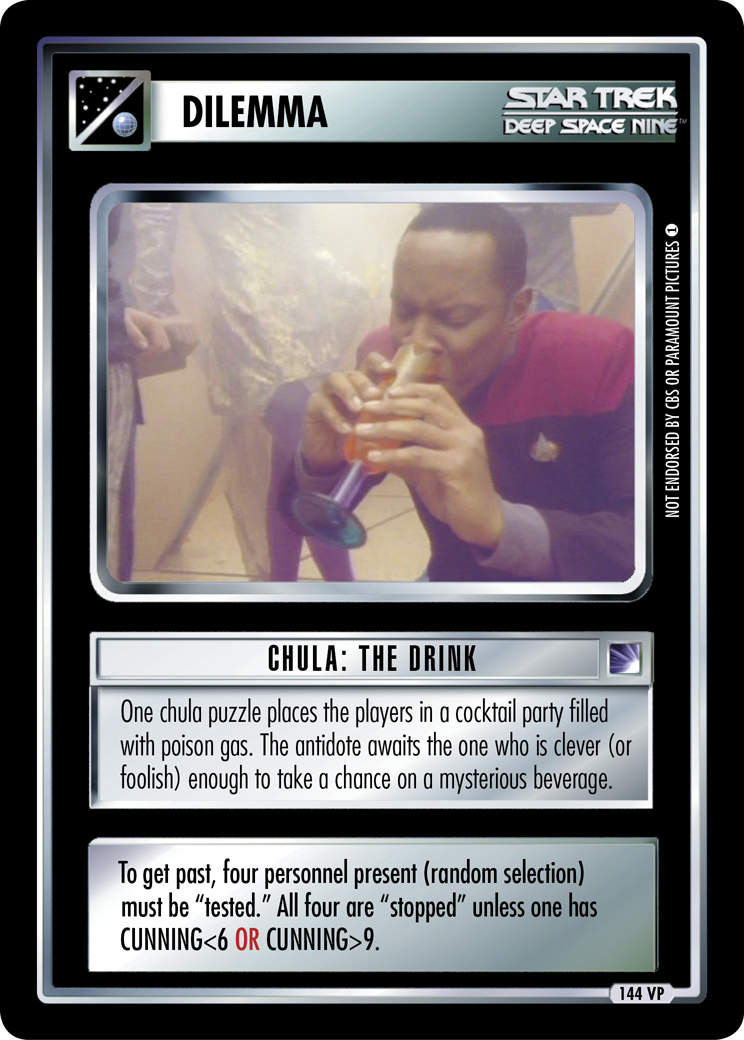 DILEMMA
STAR TREK
DEEP SPACE NINE™
NOT ENDORSED BY CBS OR PARAMOUNT PICTURES 1
CHULA: THE DRINK
One chula puzzle places the players in a cocktail party filled
with poison gas. The antidote awaits the one who is clever (or
foolish) enough to take a chance on a mysterious beverage.
To get past, four personnel present (random selection)
must be “tested.” All four are “stopped” unless one has
CUNNING<6 OR CUNNING>9.
144 VP